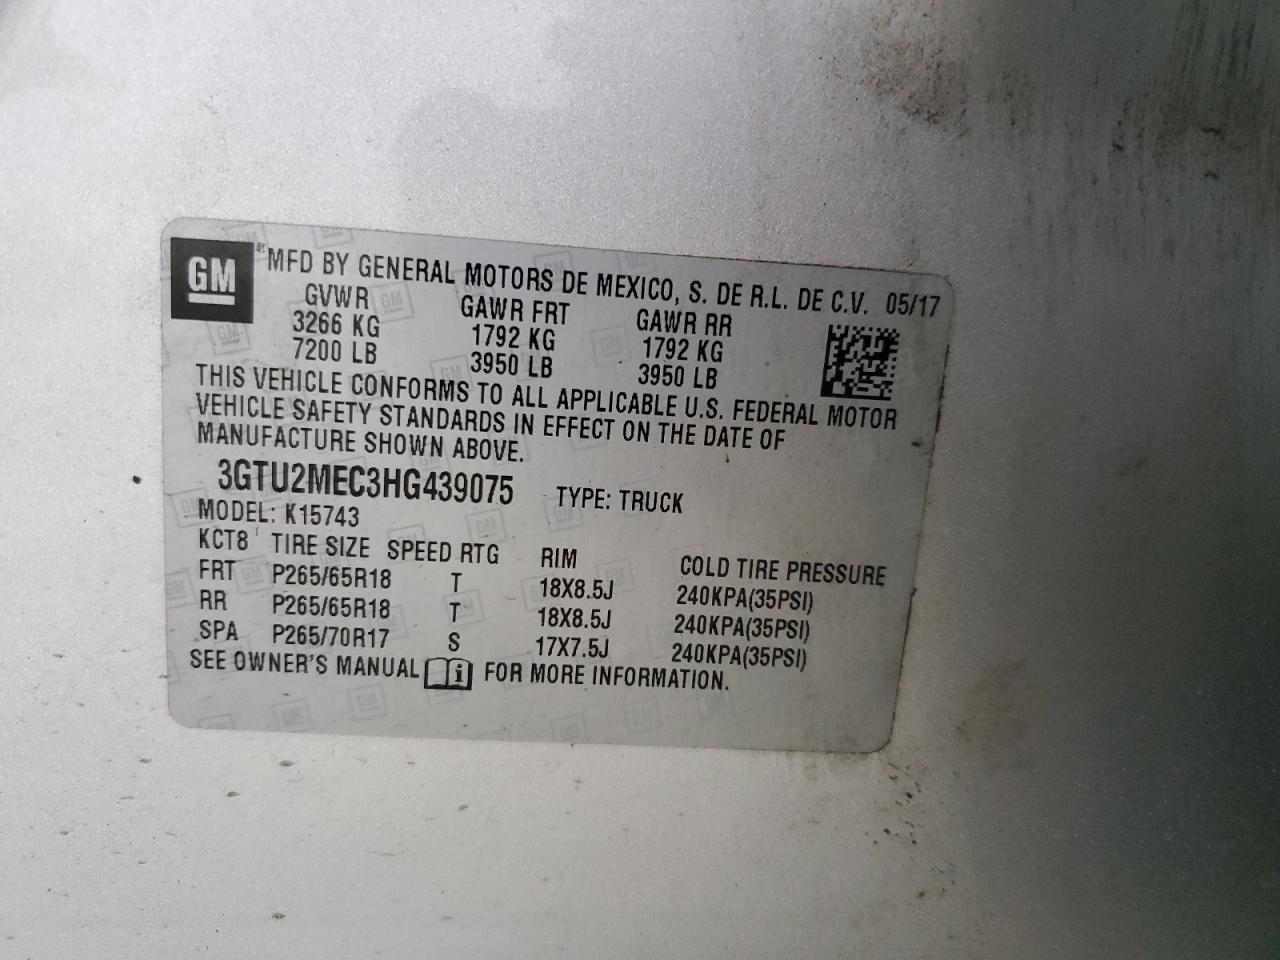 GM ® MFD BY GENERAL MOTORS DE MEXICO, S. DE R.L. DE C.V. 05/17
GVWR GAWR FRT GAWR RR
3266 KG 1792 KG 1792 KG
7200 LB 3950 LB 3950 LB
THIS VEHICLE CONFORMS TO ALL APPLICABLE U.S. FEDERAL MOTOR
VEHICLE SAFETY STANDARDS IN EFFECT ON THE DATE OF
MANUFACTURE SHOWN ABOVE.
3GTU2MEC3HG439075 TYPE: TRUCK
MODEL: K15743
KCT8 TIRE SIZE SPEED RTG RIM COLD TIRE PRESSURE
FRT P265/65R18 T 18X8.5J 240KPA(35PSI)
RR P265/65R18 T 18X8.5J 240KPA(35PSI)
SPA P265/70R17 S 17X7.5J 240KPA(35PSI)
SEE OWNER'S MANUAL i FOR MORE INFORMATION.